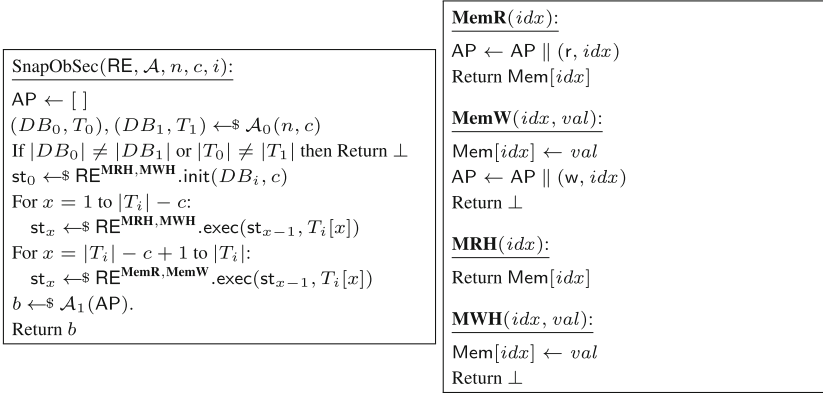 SnapObSec(RE, 𝒜, n, c, i):
AP ← [ ]
(DB₀, T₀), (DB₁, T₁) ←$ 𝒜₀(n, c)
If |DB₀| ≠ |DB₁| or |T₀| ≠ |T₁| then Return ⊥
st₀ ←$ RE^{MRH,MWH}.init(DBᵢ, c)
For x = 1 to |Tᵢ| − c:
st_x ←$ RE^{MRH,MWH}.exec(st_{x−1}, Tᵢ[x])
For x = |Tᵢ| − c + 1 to |Tᵢ|:
st_x ←$ RE^{MemR,MemW}.exec(st_{x−1}, Tᵢ[x])
b ←$ 𝒜₁(AP).
Return b
MemR(idx):
AP ← AP ∥ (r, idx)
Return Mem[idx]
MemW(idx, val):
Mem[idx] ← val
AP ← AP ∥ (w, idx)
Return ⊥
MRH(idx):
Return Mem[idx]
MWH(idx, val):
Mem[idx] ← val
Return ⊥